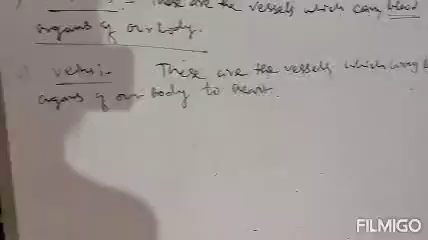 :- These are the vessels which carry blood
organs of our body.
veins:- These are the vessels which carry
organs of our body to heart.
FILMIGO